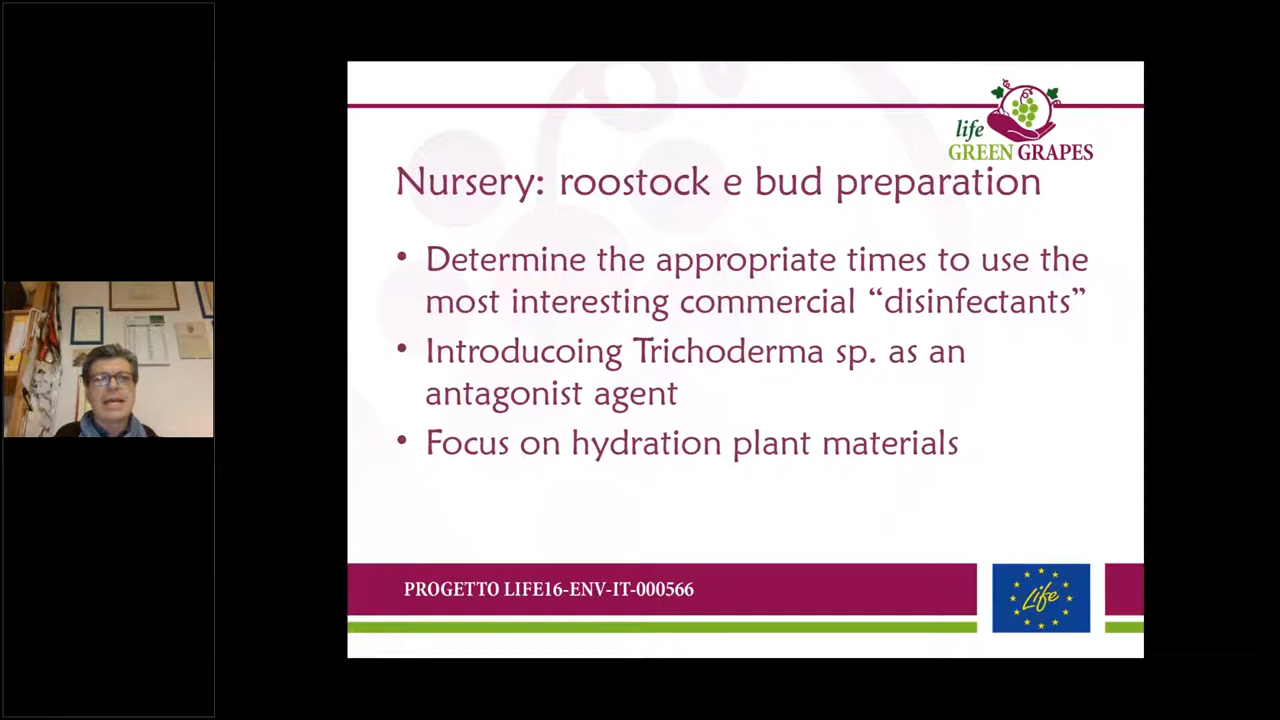 life
GREEN GRAPES
Nursery: roostock e bud preparation
• Determine the appropriate times to use the
most interesting commercial “disinfectants”
• Introducoing Trichoderma sp. as an
antagonist agent
• Focus on hydration plant materials
PROGETTO LIFE16-ENV-IT-000566
Life